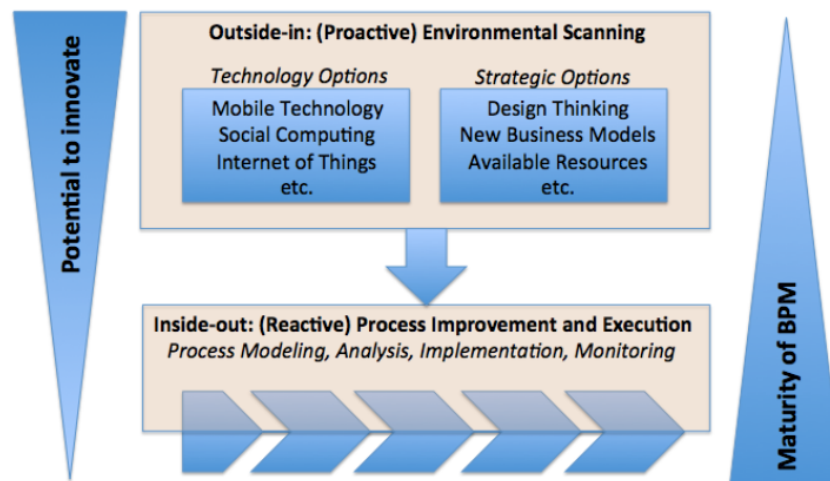 Potential to innovate
Outside-in: (Proactive) Environmental Scanning
Technology Options
Mobile Technology
Social Computing
Internet of Things
etc.
Strategic Options
Design Thinking
New Business Models
Available Resources
etc.
Inside-out: (Reactive) Process Improvement and Execution
Process Modeling, Analysis, Implementation, Monitoring
Maturity of BPM